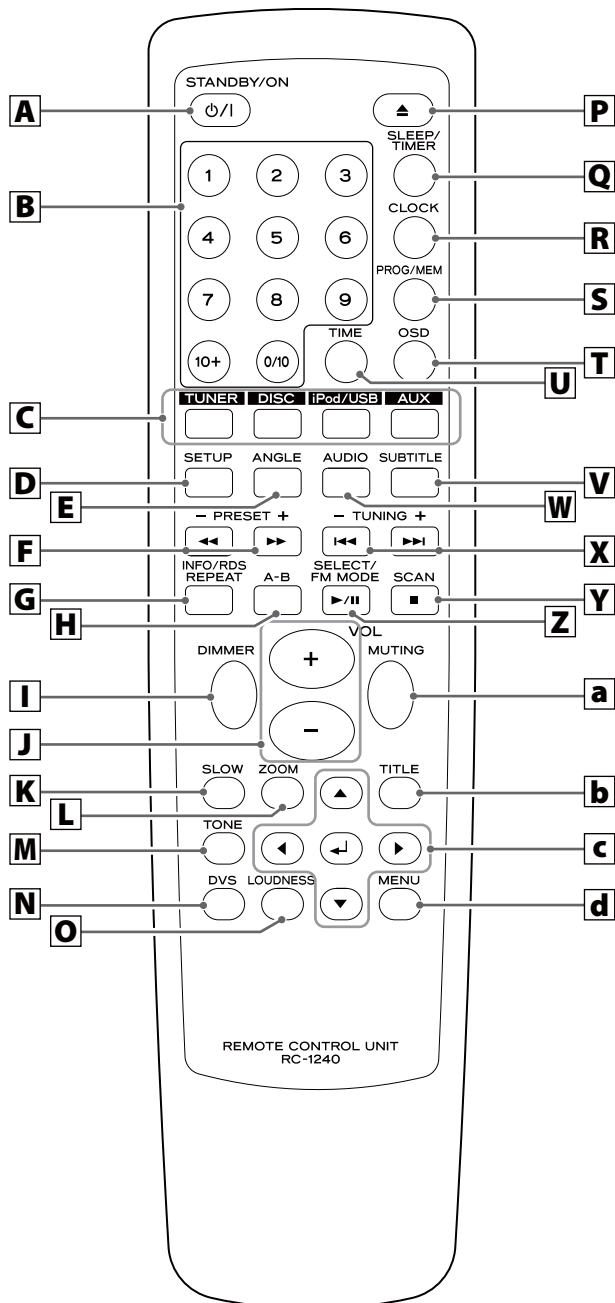 STANDBY/ON
A ⏻/I ⏏ P
SLEEP/
TIMER
Q
B 1 2 3
CLOCK
R
4 5 6
PROG/MEM
S
7 8 9
TIME OSD
T
10+ 0/10
U
TUNER DISC iPod/USB AUX
C
SETUP ANGLE AUDIO SUBTITLE
D V
E W
− PRESET + − TUNING +
F ◀◀ ▶▶ |◀◀ ▶▶| X
INFO/RDS
REPEAT A-B SELECT/
FM MODE SCAN
G ▶/II ■ Y
H Z
VOL
DIMMER + MUTING
I a
J −
SLOW ZOOM ▲ TITLE
K b
L
TONE
M ◀ ↵ ▶ c
DVS LOUDNESS ▼ MENU
N d
O
REMOTE CONTROL UNIT
RC-1240